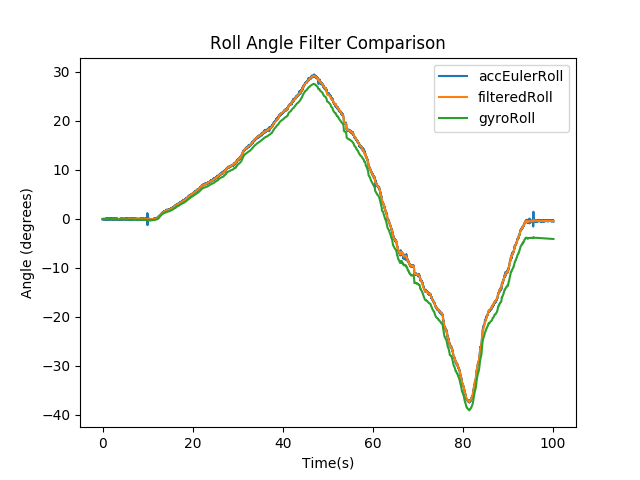 Roll Angle Filter Comparison
accEulerRoll
filteredRoll
gyroRoll
Angle (degrees)
30
20
10
0
−10
−20
−30
−40
0
20
40
60
80
100
Time(s)